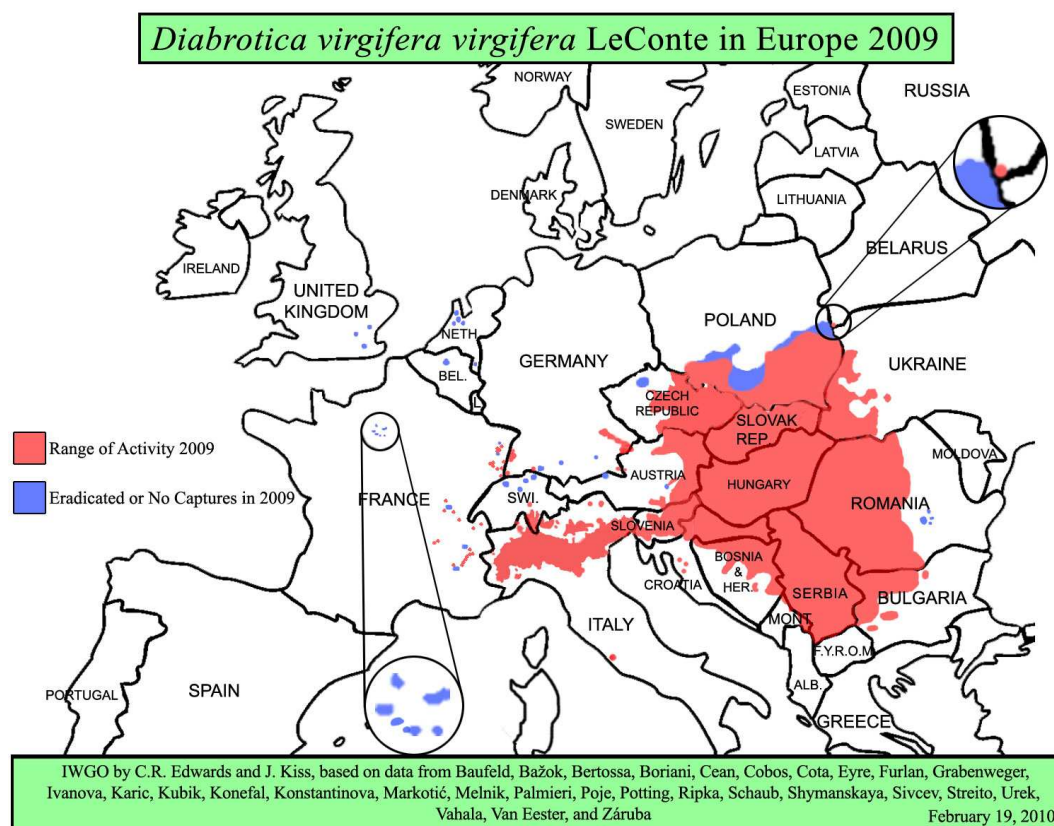 Diabrotica virgifera virgifera LeConte in Europe 2009
NORWAY
ESTONIA
RUSSIA
SWEDEN
LATVIA
DENMARK
LITHUANIA
BELARUS
IRELAND
UNITED
KINGDOM
NETH.
POLAND
GERMANY
UKRAINE
BEL.
L.
CZECH
REPUBLIC
SLOVAK
REP.
MOLDOVA
Range of Activity 2009
AUSTRIA
HUNGARY
Eradicated or No Captures in 2009
FRANCE
SWI.
ROMANIA
SLOVENIA
BOSNIA
&
HER.
CROATIA
SERBIA
BULGARIA
ITALY
MONT.
F.Y.R.O.M.
ALB.
PORTUGAL
SPAIN
GREECE
IWGO by C.R. Edwards and J. Kiss, based on data from Baufeld, Bažok, Bertossa, Boriani, Cean, Cobos, Cota, Eyre, Furlan, Grabenweger,
Ivanova, Karic, Kubik, Konefal, Konstantinova, Markotić, Melnik, Palmieri, Poje, Potting, Ripka, Schaub, Shymanskaya, Sivcev, Streito, Urek,
Vahala, Van Eester, and Záruba
February 19, 2010